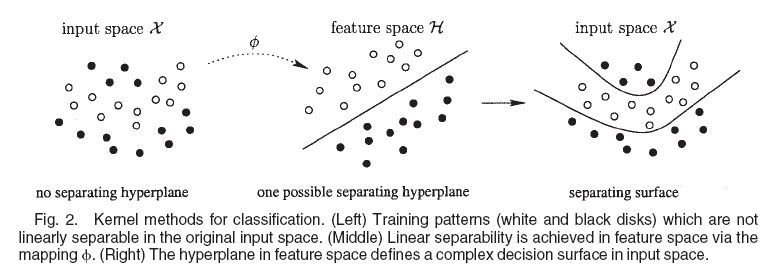 input space 𝒳
ϕ
feature space ℋ
input space 𝒳
no separating hyperplane
one possible separating hyperplane
separating surface
Fig. 2. Kernel methods for classification. (Left) Training patterns (white and black disks) which are not
linearly separable in the original input space. (Middle) Linear separability is achieved in feature space via the
mapping ϕ. (Right) The hyperplane in feature space defines a complex decision surface in input space.